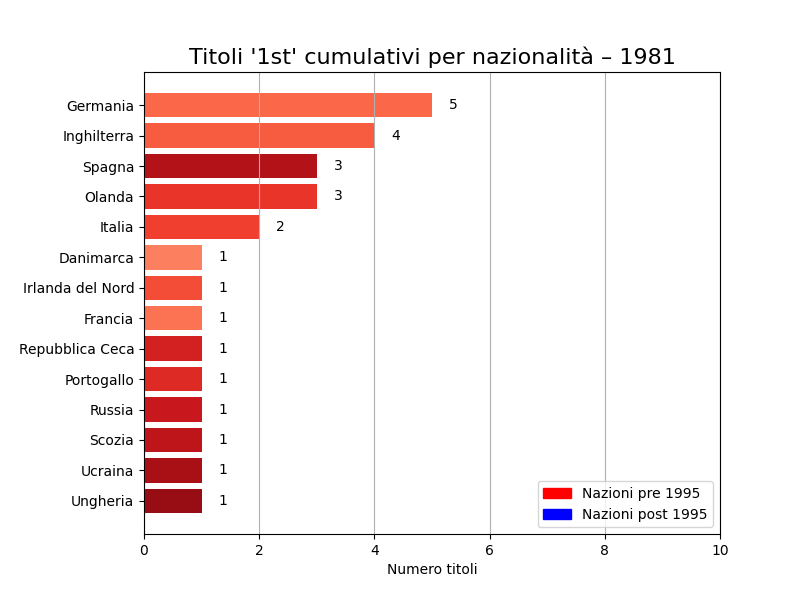 Titoli '1st' cumulativi per nazionalità – 1981
Germania 5
Inghilterra 4
Spagna 3
Olanda 3
Italia 2
Danimarca 1
Irlanda del Nord 1
Francia 1
Repubblica Ceca 1
Portogallo 1
Russia 1
Scozia 1
Ucraina 1
Ungheria 1
Nazioni pre 1995
Nazioni post 1995
0 2 4 6 8 10
Numero titoli